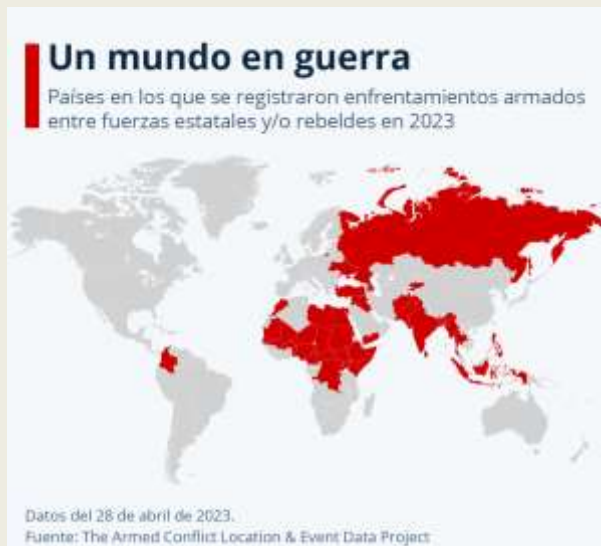 Un mundo en guerra
Países en los que se registraron enfrentamientos armados
entre fuerzas estatales y/o rebeldes en 2023
Datos del 28 de abril de 2023.
Fuente: The Armed Conflict Location & Event Data Project